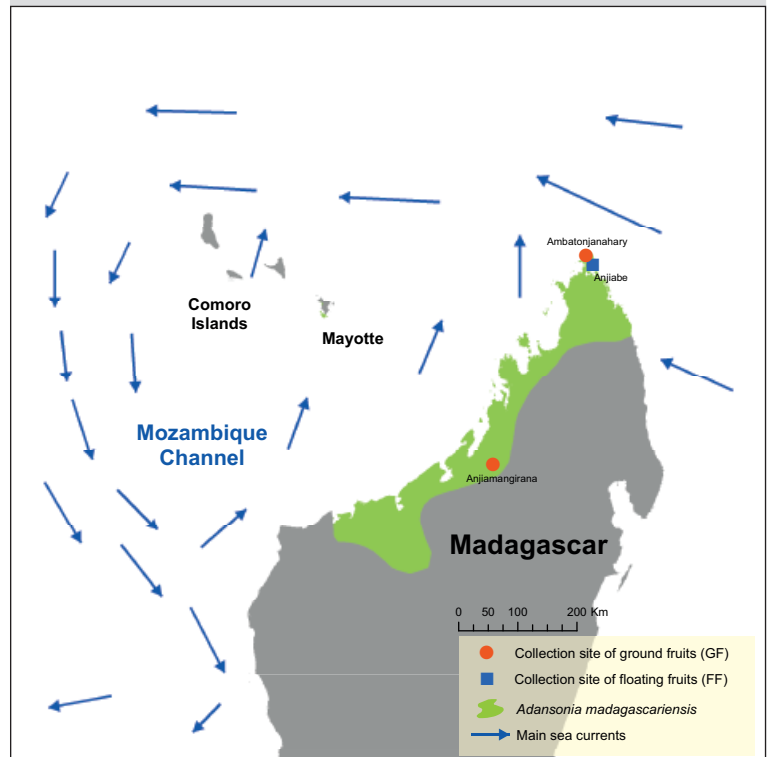 Ambatonjanahary
Anjiabe
Comoro
Islands
Mayotte
Mozambique
Channel
Anjiamangirana
Madagascar
0 50 100 200 Km
Collection site of ground fruits (GF)
Collection site of floating fruits (FF)
Adansonia madagascariensis
Main sea currents